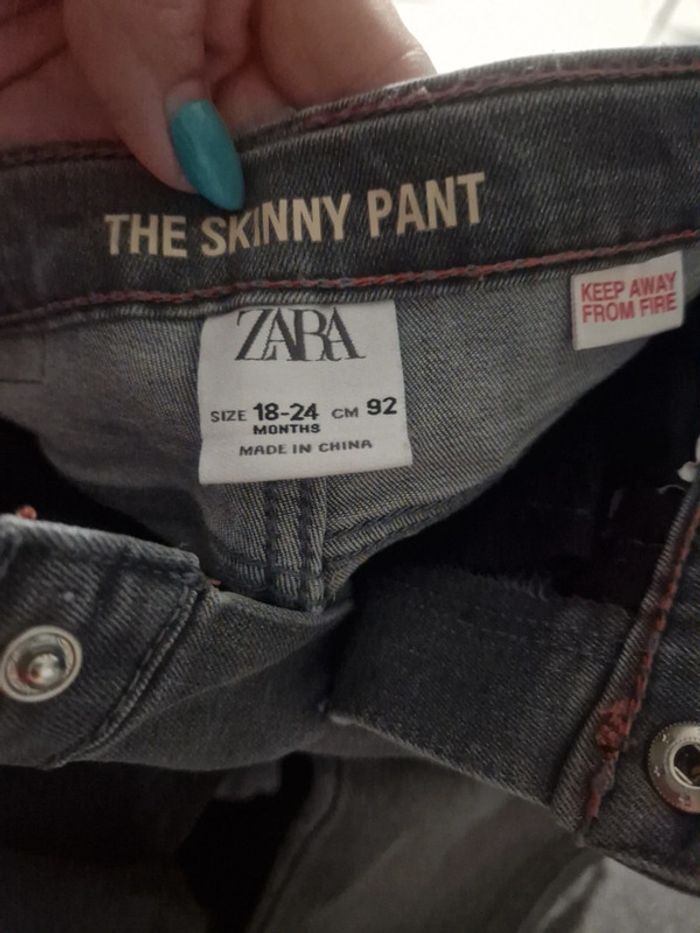 THE SKINNY PANT
KEEP AWAY
FROM FIRE
ZARA
SIZE 18-24 CM 92
MONTHS
MADE IN CHINA